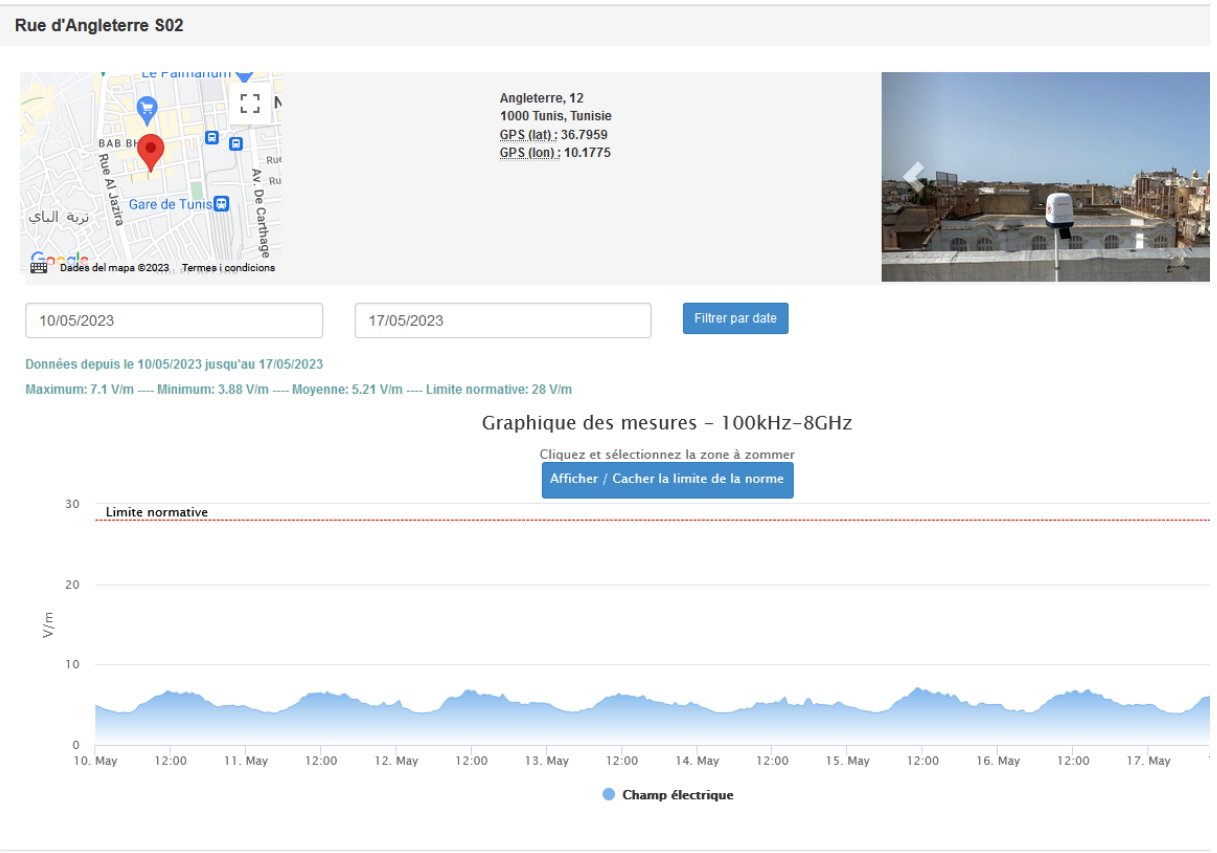 Rue d'Angleterre S02
Le Palmarium
BAB BH
Rue Al Jazira
Rue
Ru
Av. De Carthage
Gare de Tunis
تربة الباي
Google
Dades del mapa ©2023 Termes i condicions
Angleterre, 12
1000 Tunis, Tunisie
GPS (lat) : 36.7959
GPS (lon) : 10.1775
10/05/2023
17/05/2023
Filtrer par date
Données depuis le 10/05/2023 jusqu'au 17/05/2023
Maximum: 7.1 V/m ---- Minimum: 3.88 V/m ---- Moyenne: 5.21 V/m ---- Limite normative: 28 V/m
Graphique des mesures – 100kHz–8GHz
Cliquez et sélectionnez la zone à zommer
Afficher / Cacher la limite de la norme
30
Limite normative
20
V/m
10
0
10. May 12:00 11. May 12:00 12. May 12:00 13. May 12:00 14. May 12:00 15. May 12:00 16. May 12:00 17. May
Champ électrique